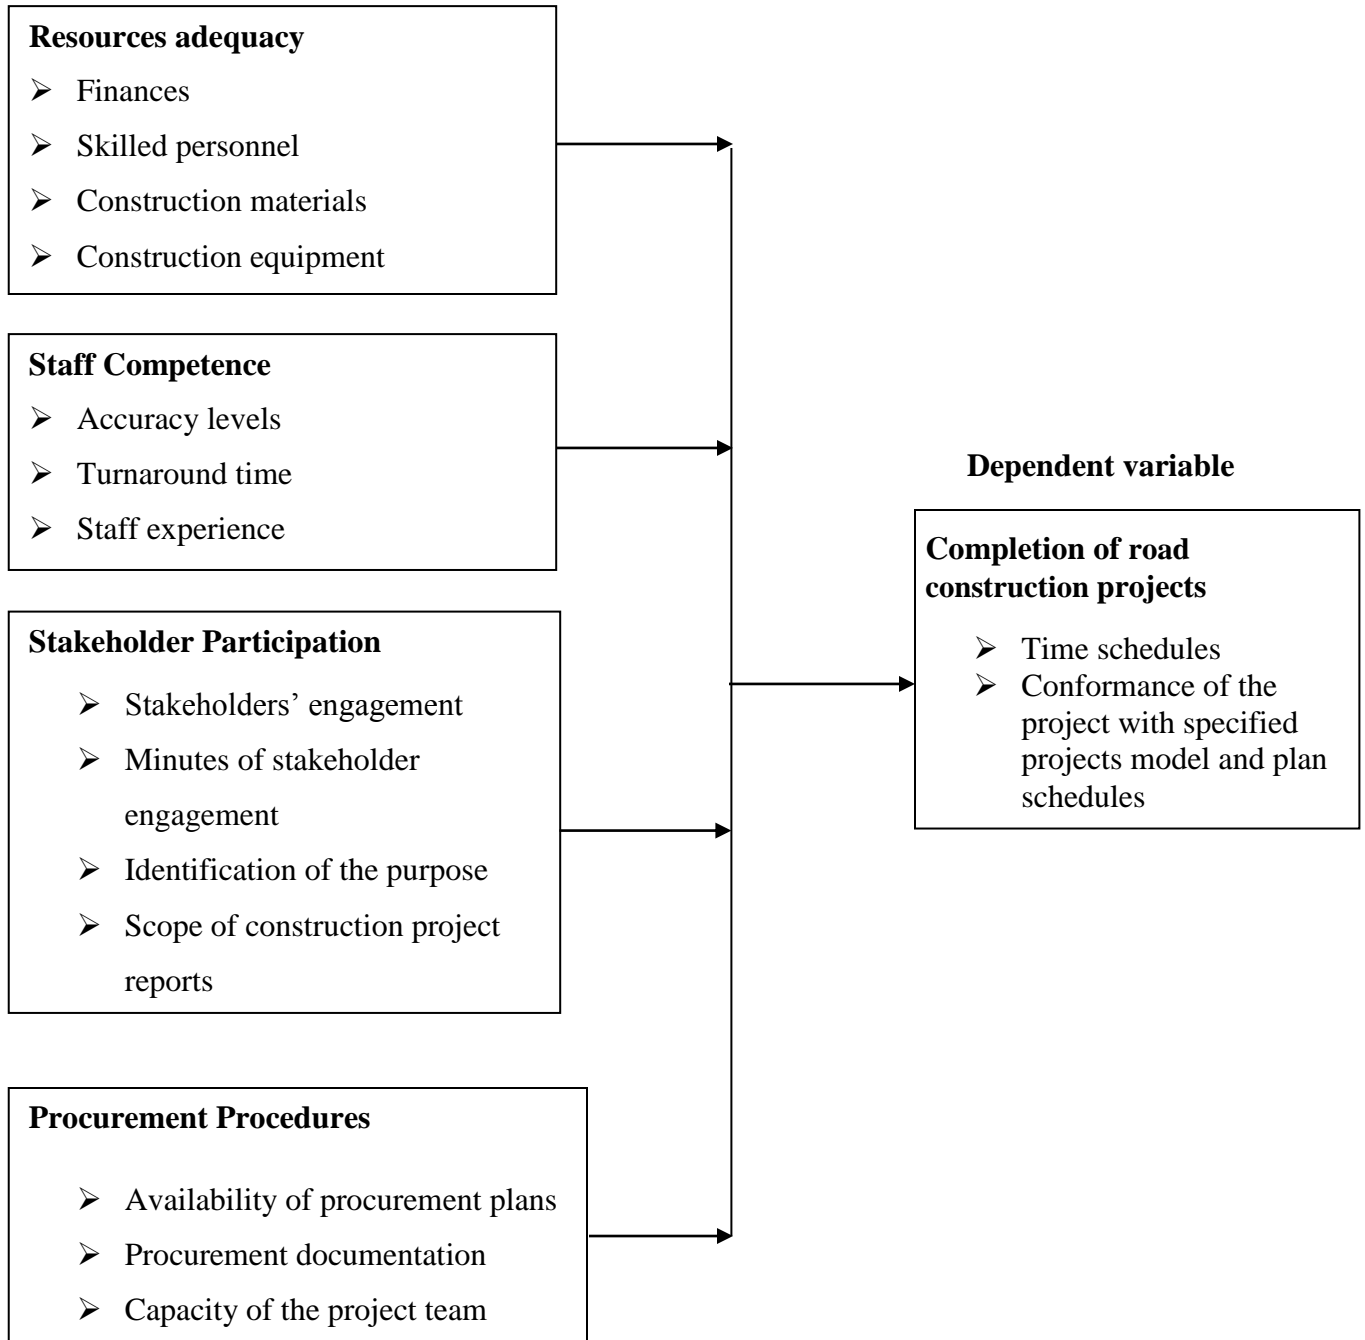 Resources adequacy
➢ Finances
➢ Skilled personnel
➢ Construction materials
➢ Construction equipment
Staff Competence
➢ Accuracy levels
➢ Turnaround time
➢ Staff experience
Stakeholder Participation
➢ Stakeholders’ engagement
➢ Minutes of stakeholder
engagement
➢ Identification of the purpose
➢ Scope of construction project
reports
Procurement Procedures
➢ Availability of procurement plans
➢ Procurement documentation
➢ Capacity of the project team
Dependent variable
Completion of road
construction projects
➢ Time schedules
➢ Conformance of the
project with specified
projects model and plan
schedules